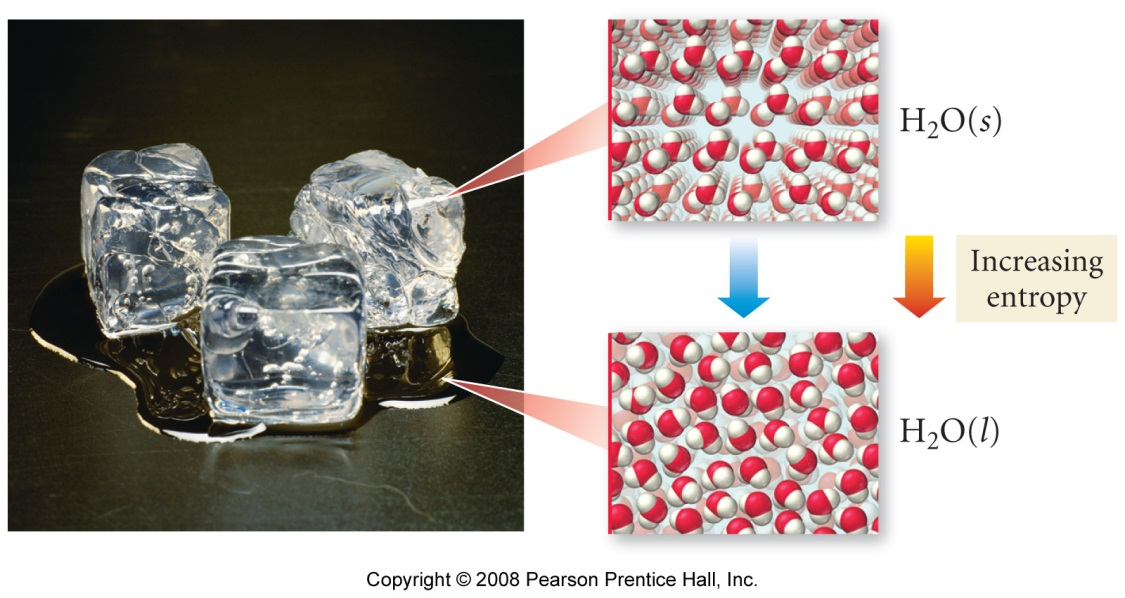 H₂O(s)
Increasing
entropy
H₂O(l)
Copyright © 2008 Pearson Prentice Hall, Inc.